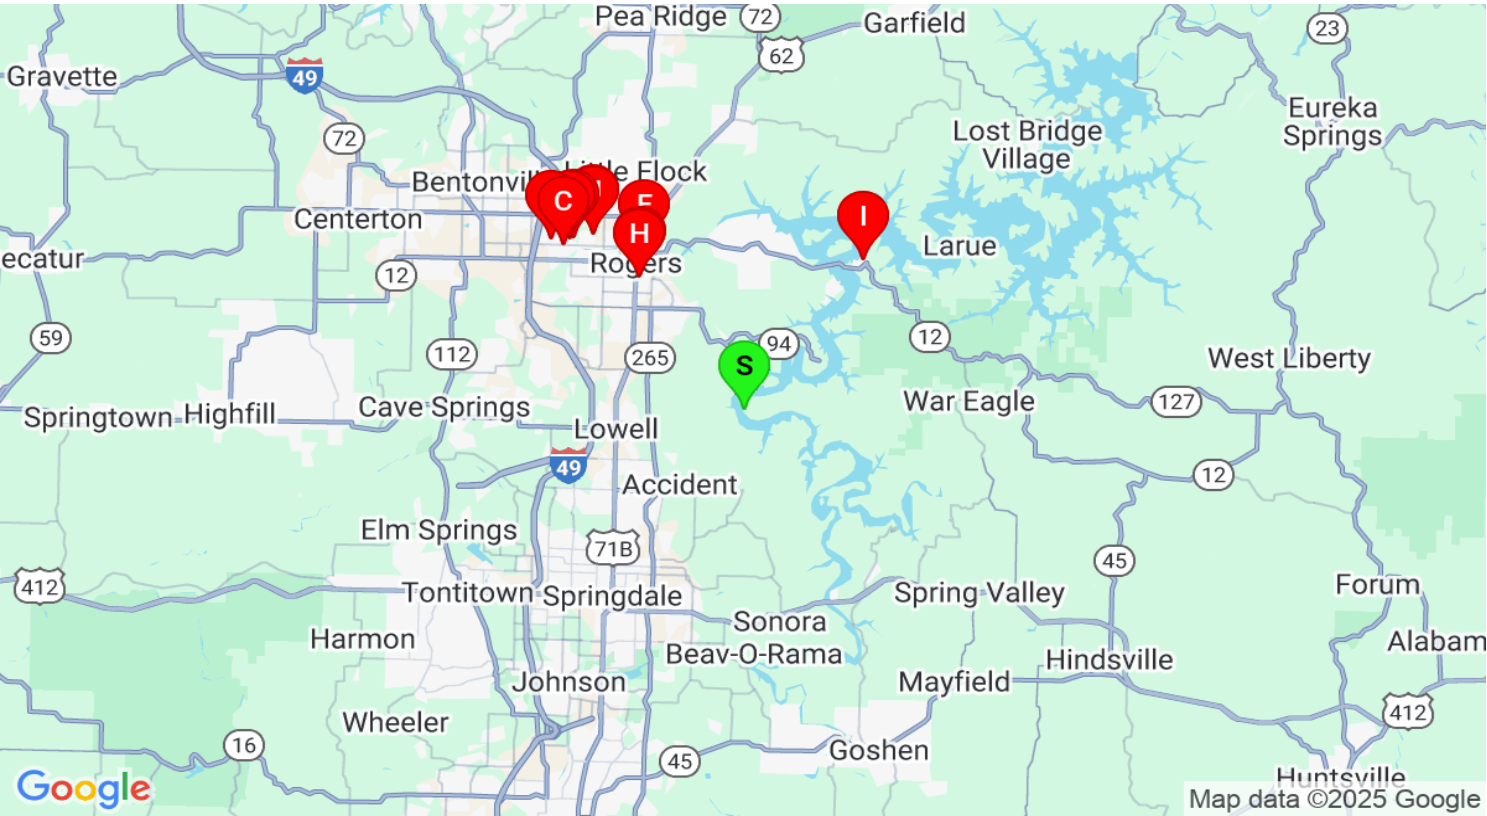 Pea Ridge
72
Garfield
23
62
Gravette
49
Eureka
Springs
72
Lost Bridge
Village
Little Flock
Bentonvill
C
H
I
Centerton
Larue
Rogers
ecatur
12
59
112
265
94
S
12
West Liberty
127
War Eagle
Springtown
Highfill
Cave Springs
Lowell
49
12
Accident
Elm Springs
71B
45
412
Tontitown
Springdale
Spring Valley
Forum
Sonora
Harmon
Beav-O-Rama
Alabam
Hindsville
Johnson
Mayfield
412
Wheeler
16
45
Goshen
Huntsville
Google
Map data ©2025 Google